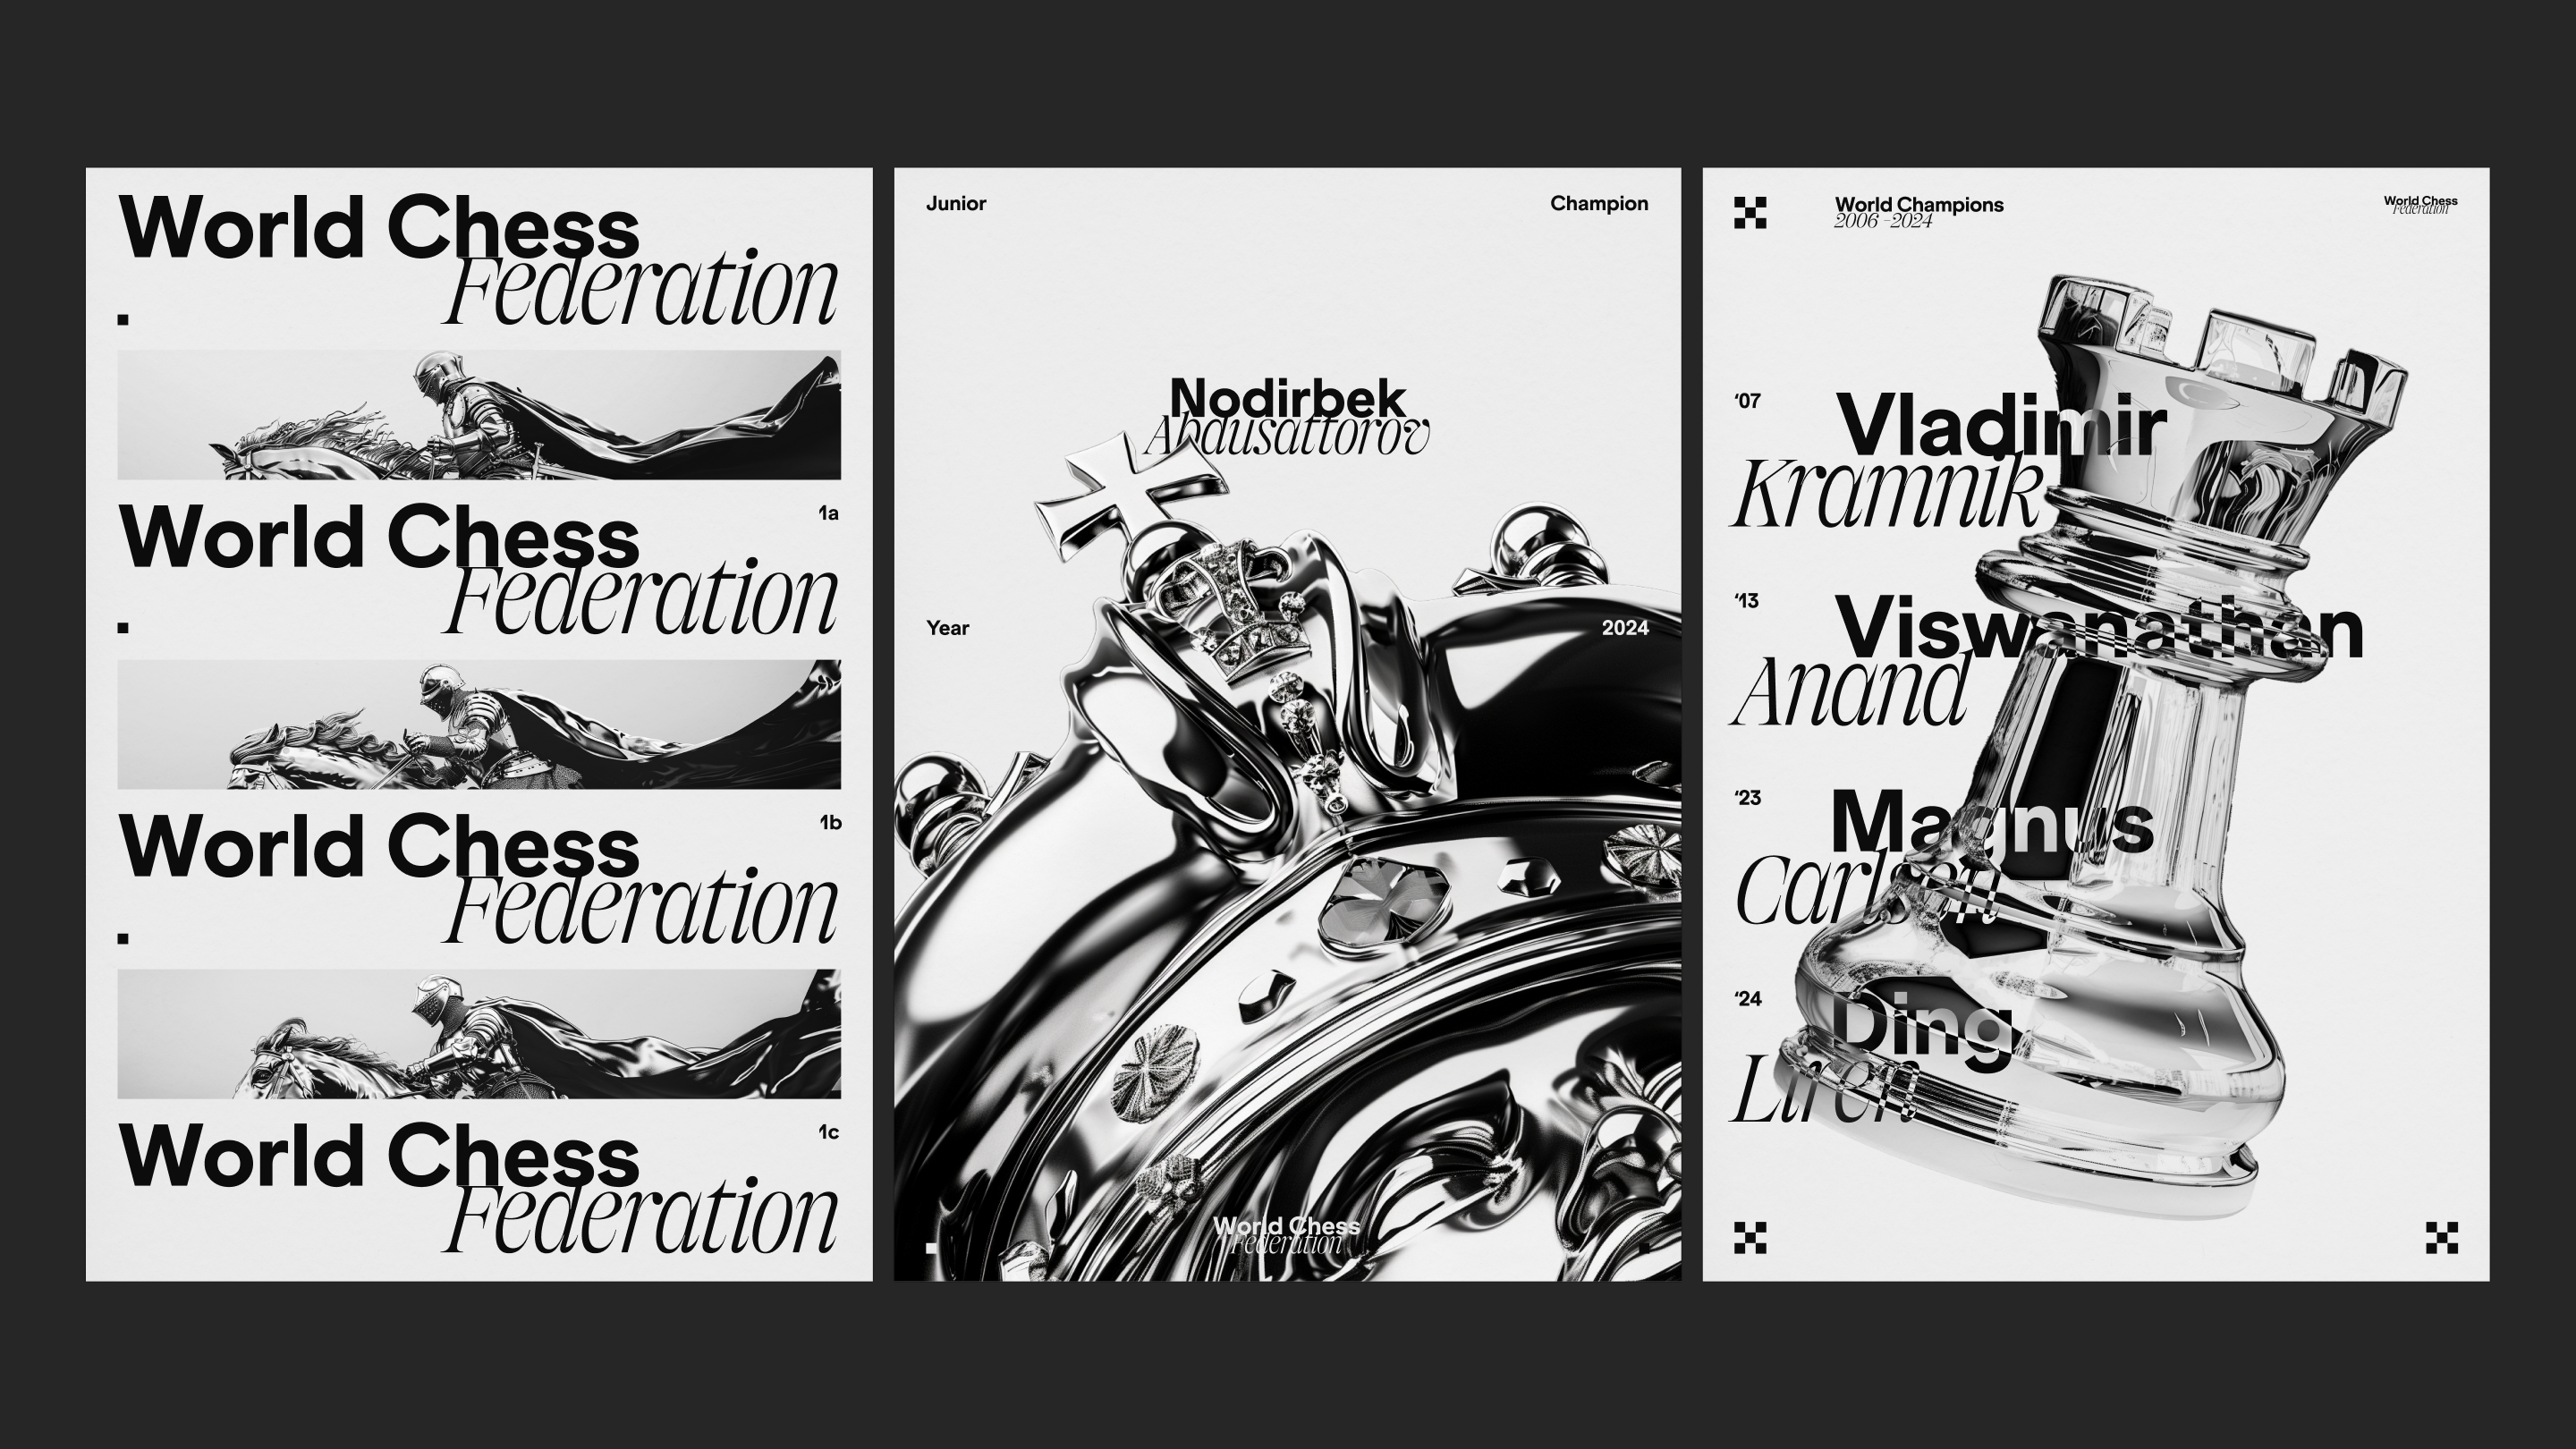 World Chess
Federation
1a
World Chess
Federation
1b
World Chess
Federation
1c
World Chess
Federation
Junior
Champion
Nodirbek
Abdusattorov
Year
2024
World Chess
Federation
World Champions
2006 -2024
World Chess
Federation
‘07
Vladimir
Kramnik
‘13
Viswanathan
Anand
‘23
Magnus
Carlson
‘24
Ding
Liren